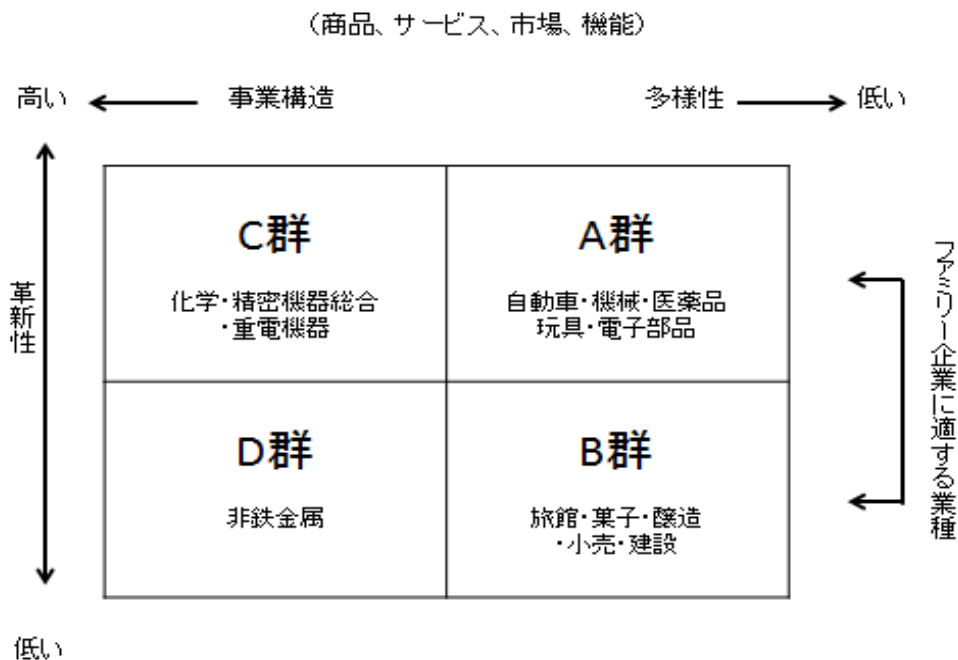 （商品、サービス、市場、機能）
高い
事業構造
多様性
低い
C群
化学・精密機器総合
・重電機器
A群
自動車・機械・医薬品
玩具・電子部品
革新性
ファミリー企業に適する業種
D群
非鉄金属
B群
旅館・菓子・醸造
・小売・建設
低い